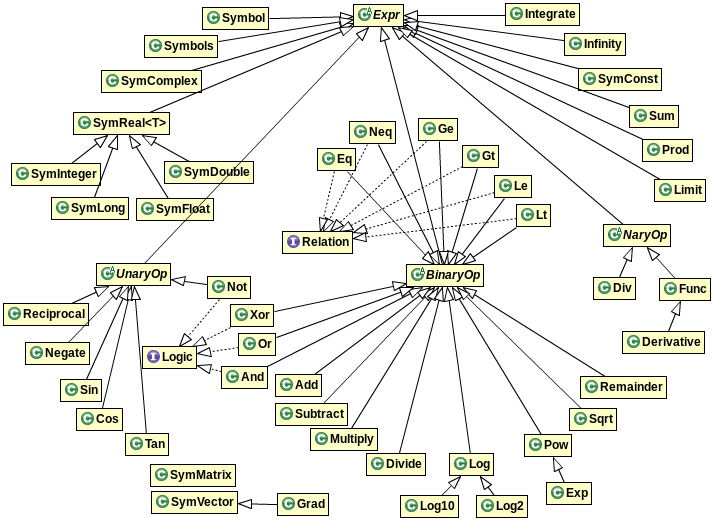 Symbol
Expr
Integrate
Symbols
Infinity
SymComplex
SymConst
SymReal<T>
Sum
Neq
Ge
Prod
Eq
Gt
SymInteger
SymDouble
Le
Limit
SymLong
SymFloat
Lt
Relation
NaryOp
UnaryOp
BinaryOp
Not
Div
Func
Reciprocal
Xor
Derivative
Negate
Logic
Or
Sin
And
Add
Remainder
Cos
Subtract
Sqrt
Tan
Multiply
Pow
SymMatrix
Divide
Log
SymVector
Grad
Log10
Log2
Exp